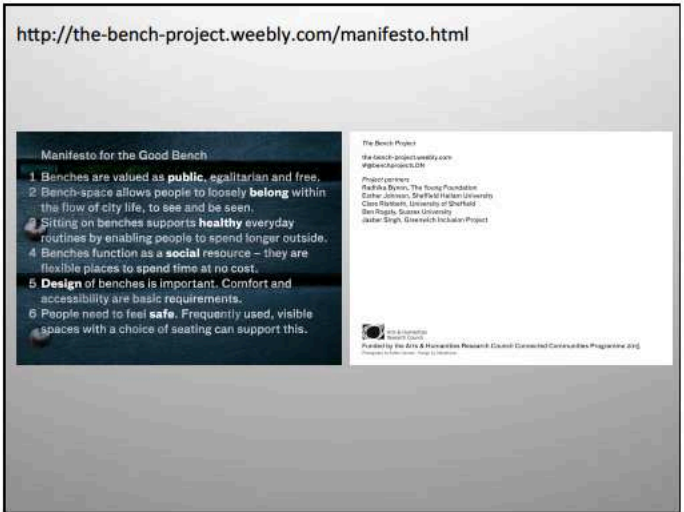 http://the-bench-project.weebly.com/manifesto.html
Manifesto for the Good Bench
1 Benches are valued as public, egalitarian and free.
2 Bench-space allows people to loosely belong within
the flow of city life, to see and be seen.
3 Sitting on benches supports healthy everyday
routines by enabling people to spend longer outside.
4 Benches function as a social resource – they are
flexible places to spend time at no cost.
5 Design of benches is important. Comfort and
accessibility are basic requirements.
6 People need to feel safe. Frequently used, visible
spaces with a choice of seating can support this.
The Bench Project
the-bench-project.weebly.com
@benchprojectLDN
Project partners
Radhika Bynon, The Young Foundation
Esther Johnson, Sheffield Hallam University
Clare Rishbeth, University of Sheffield
Ben Rogaly, Sussex University
Jasber Singh, Greenwich Inclusion Project
Arts & Humanities
Research Council
Funded by the Arts & Humanities Research Council Connected Communities Programme 2015